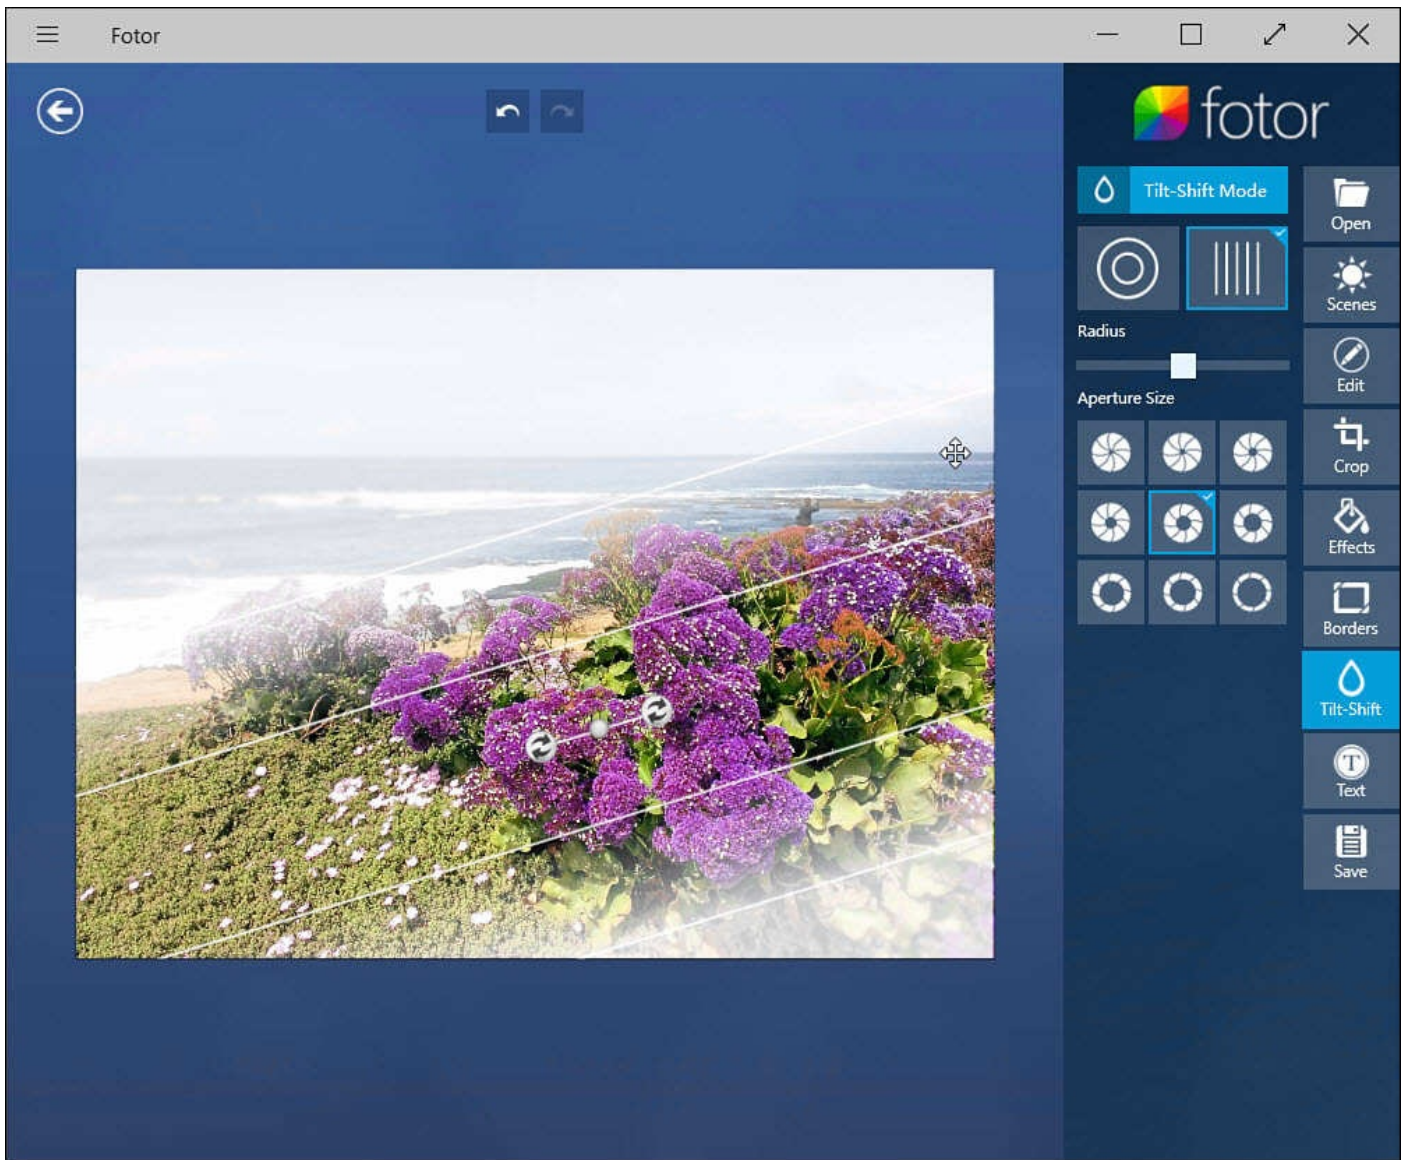 Fotor
fotor
Tilt-Shift Mode
Open
Scenes
Radius
Edit
Aperture Size
Crop
Effects
Borders
Tilt-Shift
T
Text
Save